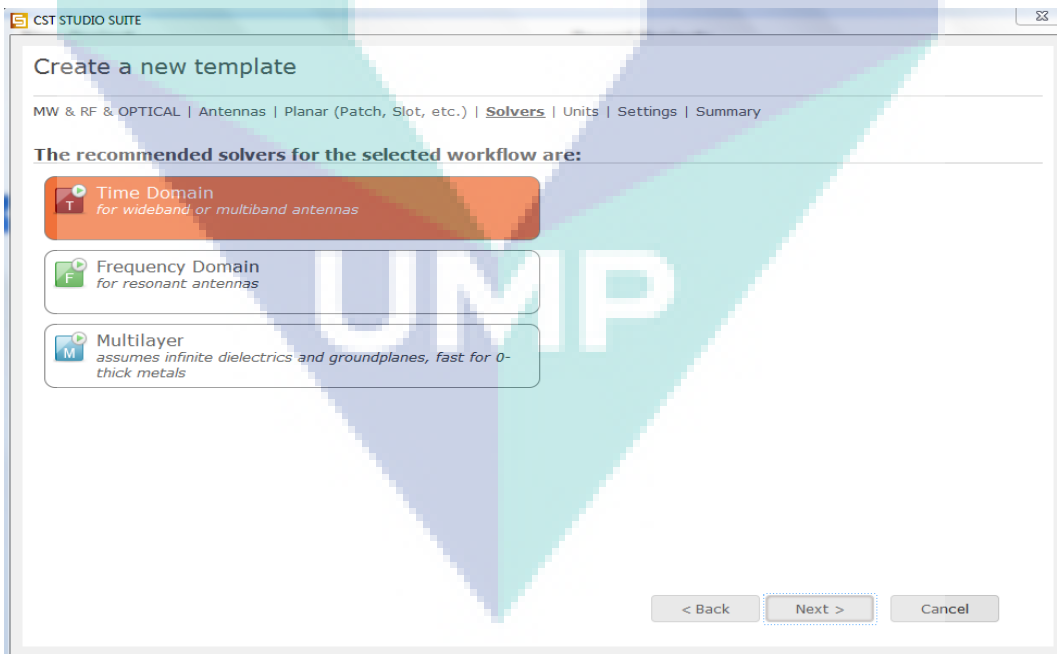 CST STUDIO SUITE
Create a new template
MW & RF & OPTICAL | Antennas | Planar (Patch, Slot, etc.) | Solvers | Units | Settings | Summary
The recommended solvers for the selected workflow are:
T
Time Domain
for wideband or multiband antennas
F
Frequency Domain
for resonant antennas
M
Multilayer
assumes infinite dielectrics and groundplanes, fast for 0-
thick metals
UMP
< Back Next > Cancel